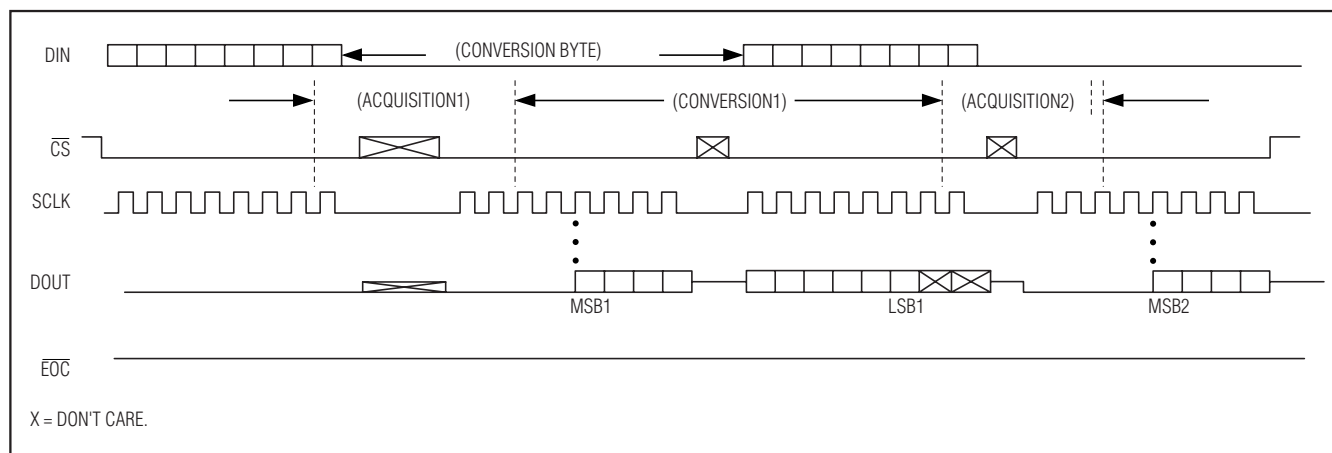 DIN
(CONVERSION BYTE)
(ACQUISITION1)
(CONVERSION1)
(ACQUISITION2)
CS
SCLK
DOUT
MSB1
LSB1
MSB2
EOC
X = DON'T CARE.